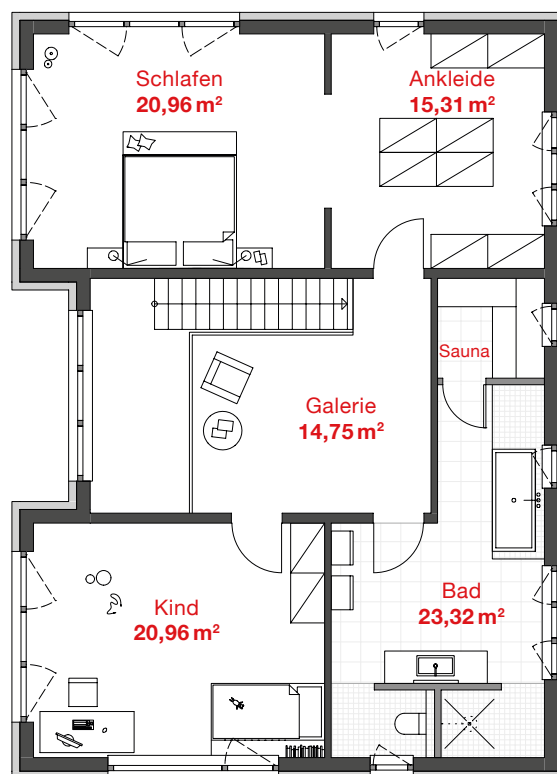 Schlafen
20,96 m²
Ankleide
15,31 m²
Sauna
Galerie
14,75 m²
Kind
20,96 m²
Bad
23,32 m²